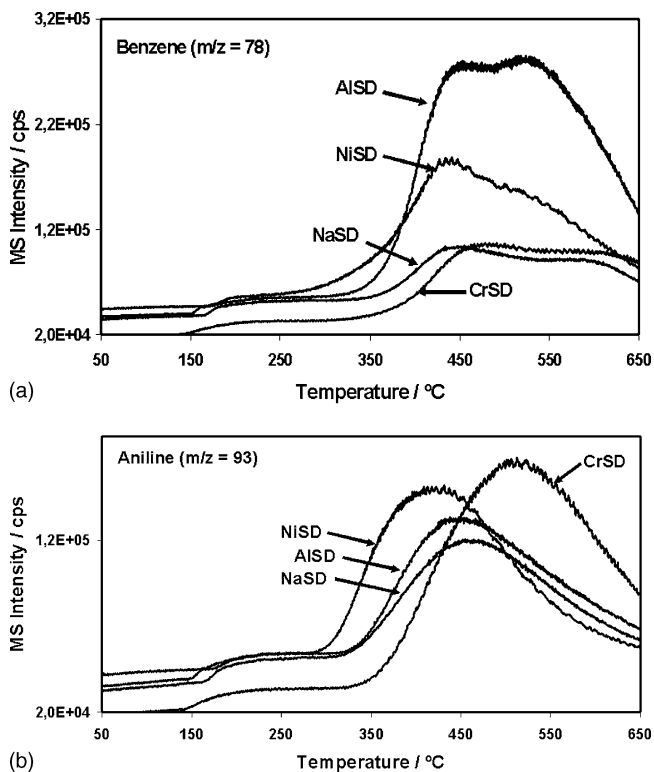 3,2E+05
Benzene (m/z = 78)
AlSD
2,2E+05
NiSD
MS Intensity / cps
1,2E+05
NaSD
CrSD
2,0E+04
50 150 250 350 450 550 650
(a)
Temperature / ºC
Aniline (m/z = 93)
CrSD
NiSD
1,2E+05
AlSD
NaSD
MS Intensity / cps
2,0E+04
50 150 250 350 450 550 650
(b)
Temperature / ºC